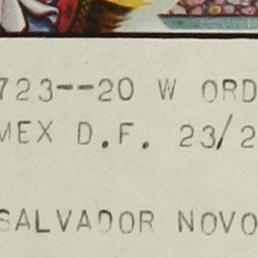 723--20 W ORD
MEX D.F. 23/2
SALVADOR NOVO